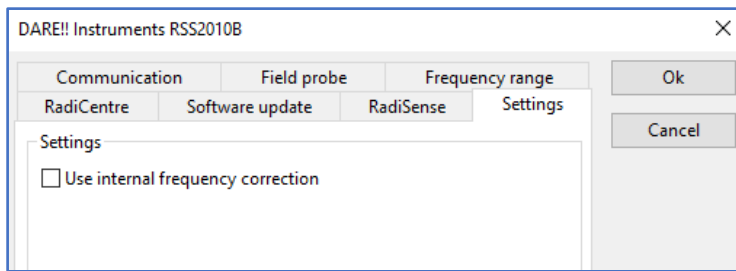 DARE!! Instruments RSS2010B
Communication Field probe Frequency range Ok
RadiCentre Software update RadiSense Settings
Cancel
Settings
Use internal frequency correction